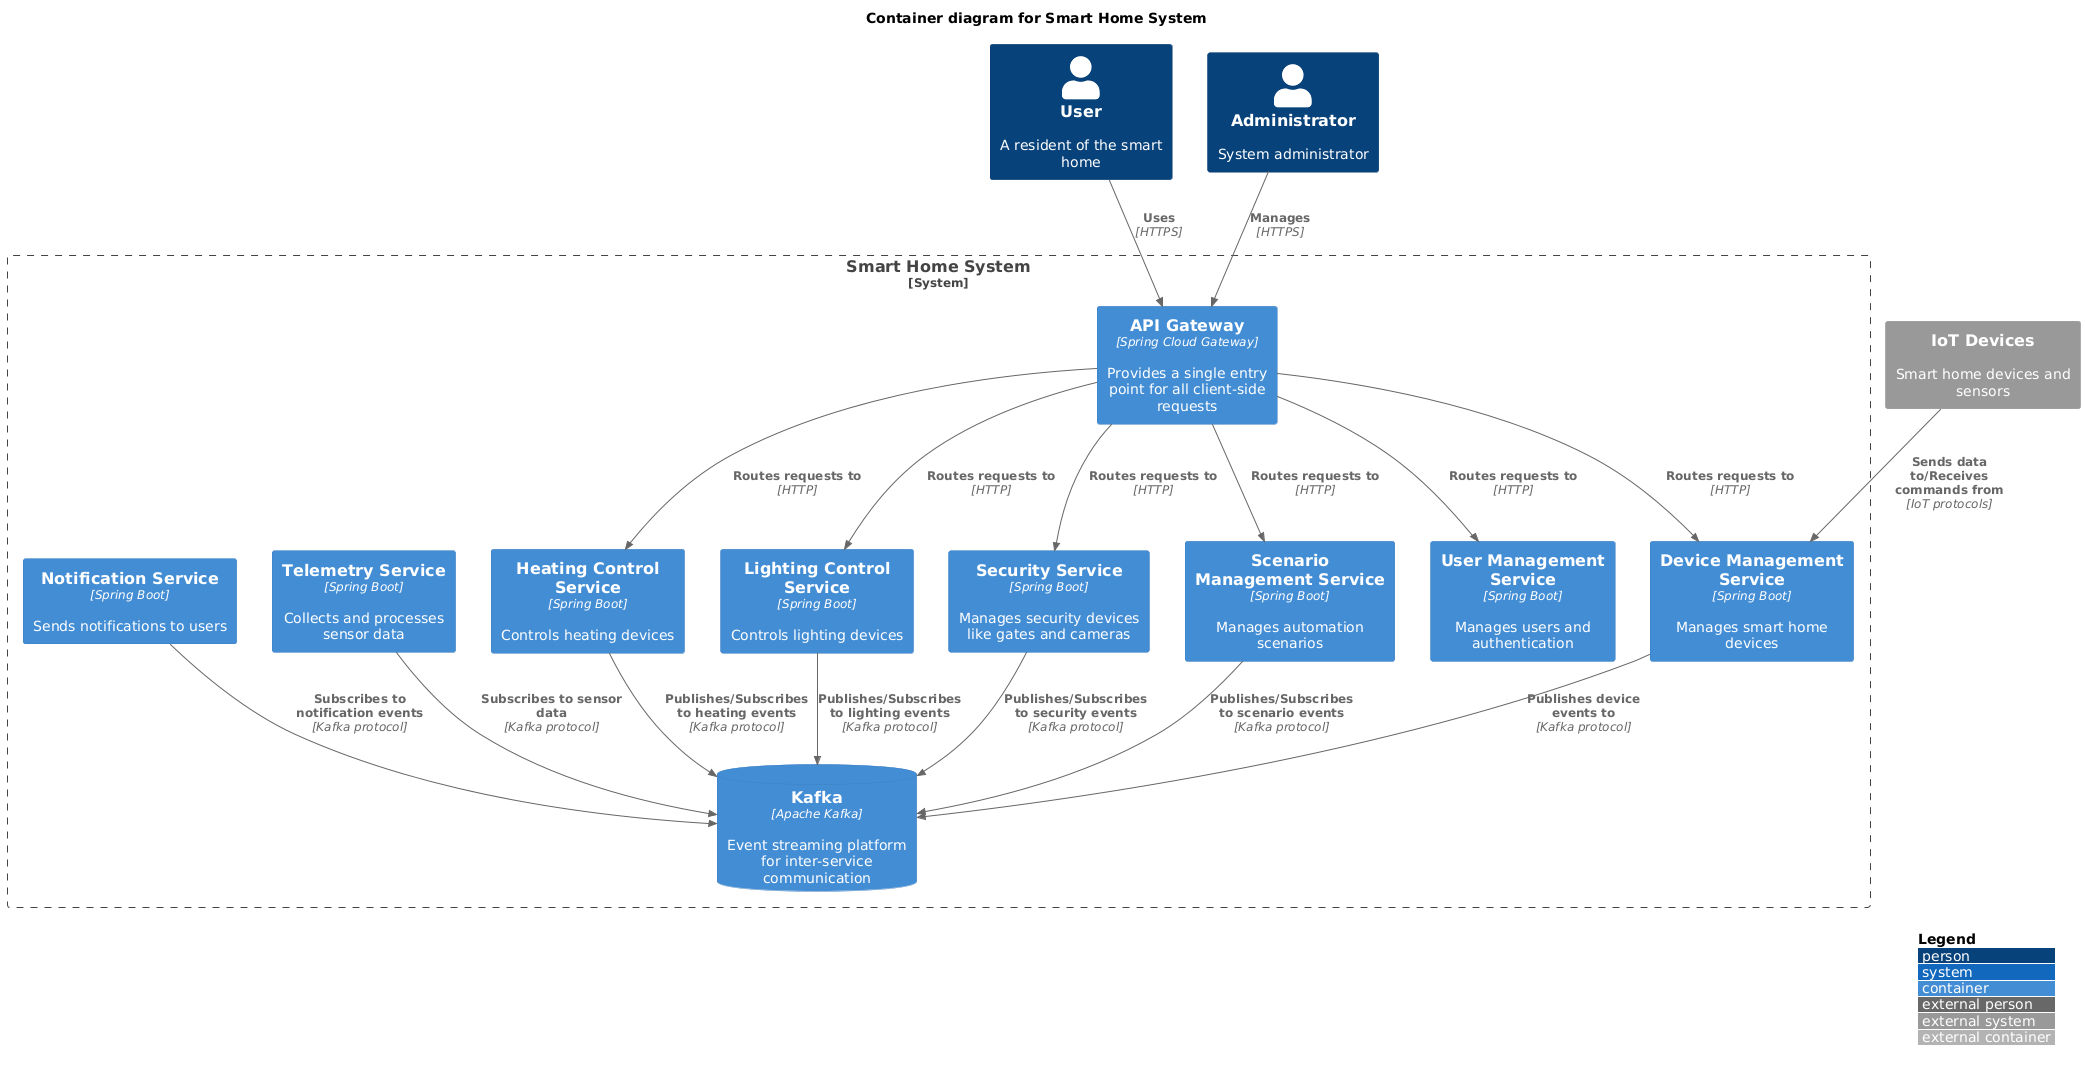 Container diagram for Smart Home System
User
A resident of the smart
home
Administrator
System administrator
Uses
[HTTPS]
Manages
[HTTPS]
Smart Home System
[System]
API Gateway
[Spring Cloud Gateway]
Provides a single entry
point for all client-side
requests
IoT Devices
Smart home devices and
sensors
Routes requests to
[HTTP]
Routes requests to
[HTTP]
Routes requests to
[HTTP]
Routes requests to
[HTTP]
Routes requests to
[HTTP]
Routes requests to
[HTTP]
Sends data
to/Receives
commands from
[IoT protocols]
Notification Service
[Spring Boot]
Sends notifications to users
Telemetry Service
[Spring Boot]
Collects and processes
sensor data
Heating Control
Service
[Spring Boot]
Controls heating devices
Lighting Control
Service
[Spring Boot]
Controls lighting devices
Security Service
[Spring Boot]
Manages security devices
like gates and cameras
Scenario
Management Service
[Spring Boot]
Manages automation
scenarios
User Management
Service
[Spring Boot]
Manages users and
authentication
Device Management
Service
[Spring Boot]
Manages smart home
devices
Subscribes to
notification events
[Kafka protocol]
Subscribes to sensor
data
[Kafka protocol]
Publishes/Subscribes
to heating events
[Kafka protocol]
Publishes/Subscribes
to lighting events
[Kafka protocol]
Publishes/Subscribes
to security events
[Kafka protocol]
Publishes/Subscribes
to scenario events
[Kafka protocol]
Publishes device
events to
[Kafka protocol]
Kafka
[Apache Kafka]
Event streaming platform
for inter-service
communication
Legend
person
system
container
external person
external system
external container